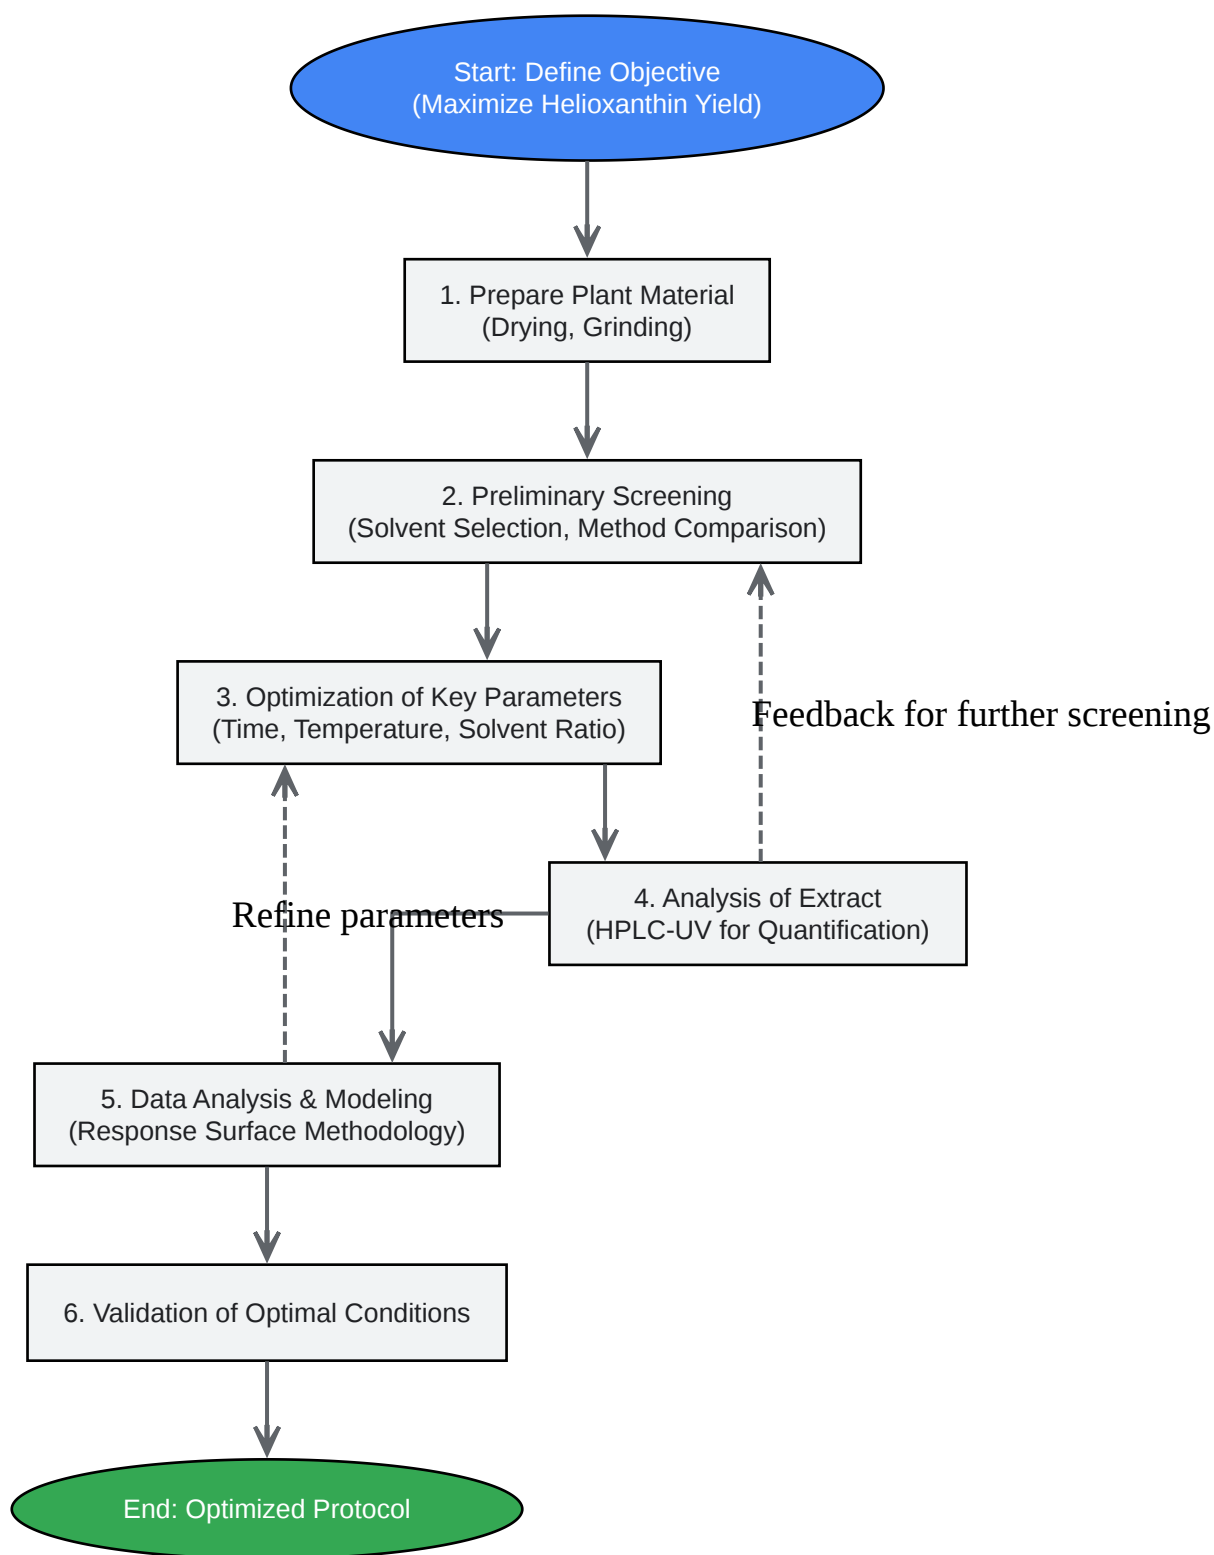 Start: Define Objective
(Maximize Helioxanthin Yield)
1. Prepare Plant Material
(Drying, Grinding)
2. Preliminary Screening
(Solvent Selection, Method Comparison)
3. Optimization of Key Parameters
(Time, Temperature, Solvent Ratio)
Feedback for further screening
4. Analysis of Extract
(HPLC-UV for Quantification)
Refine parameters
5. Data Analysis & Modeling
(Response Surface Methodology)
6. Validation of Optimal Conditions
End: Optimized Protocol